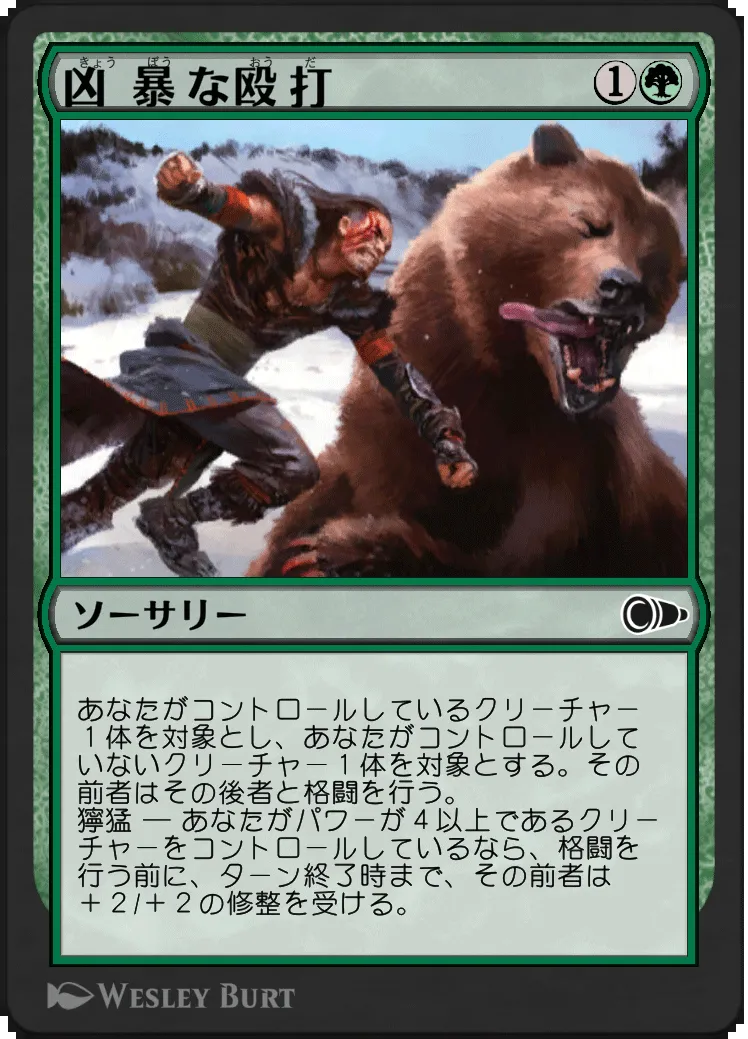 きょう ぼう おう だ
凶暴な殴打 1
ソーサリー
あなたがコントロールしているクリーチャー
１体を対象とし、あなたがコントロールして
いないクリーチャー１体を対象とする。その
前者はその後者と格闘を行う。
獰猛 ― あなたがパワーが４以上であるクリー
チャーをコントロールしているなら、格闘を
行う前に、ターン終了時まで、その前者は
＋２/＋２の修整を受ける。
WESLEY BURT